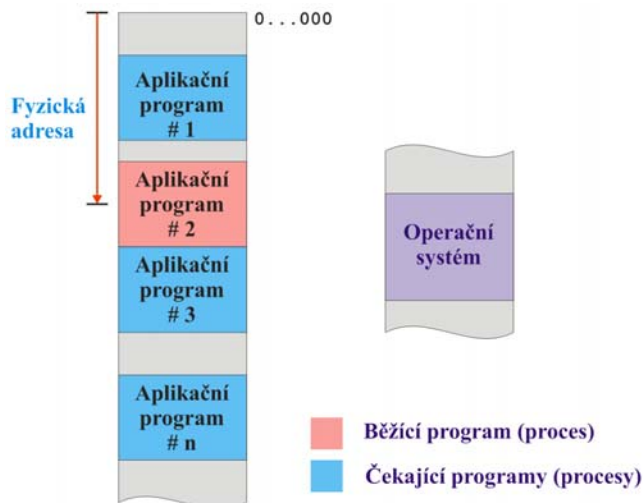 0...000
Fyzická
adresa
Aplikační
program
# 1
Aplikační
program
# 2
Aplikační
program
# 3
Aplikační
program
# n
Operační
systém
Běžící program (proces)
Čekající programy (procesy)